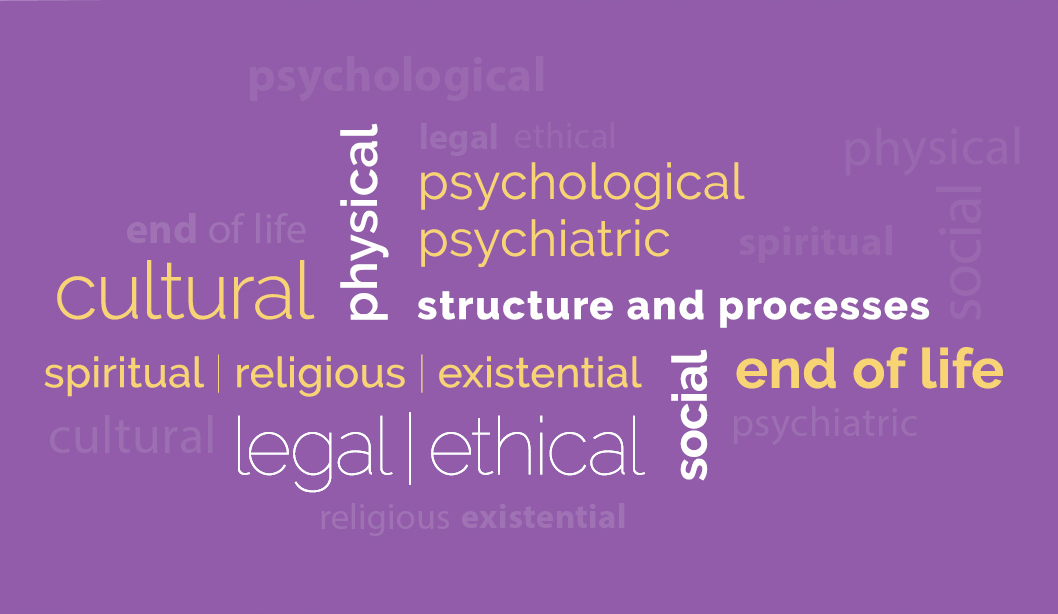 psychological
legal ethical
physical
physical
psychological
social
end of life
psychiatric
spiritual
cultural
structure and processes
spiritual | religious | existential
social
end of life
cultural
legal | ethical
psychiatric
religious existential